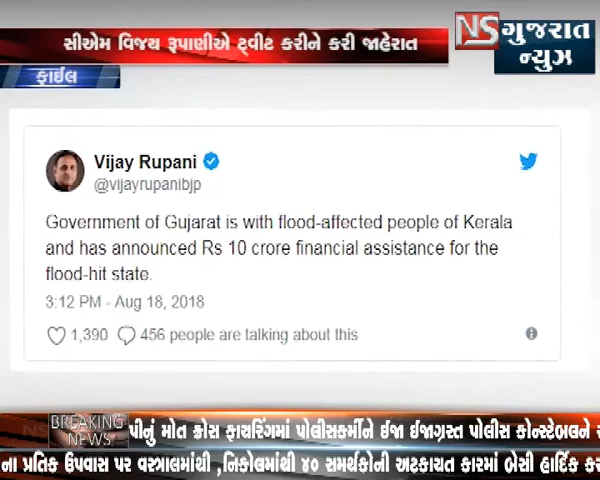 સીએમ વિજય રૂપાણીએ ટ્વીટ કરીને કરી જાહેરાત
NS ગુજરાત
ન્યુઝ
ફાઈલ
Vijay Rupani
@vijayrupanibjp
Government of Gujarat is with flood-affected people of Kerala
and has announced Rs 10 crore financial assistance for the
flood-hit state.
3:12 PM - Aug 18, 2018
1,390 456 people are talking about this
BREAKING
NEWS
પીનું મોત ક્રોસ ફાયરિંગમાં પોલીસકર્મીને ઈજા ઈજાગ્રસ્ત પોલીસ કોન્સ્ટેબલને
ના પ્રતિક ઉપવાસ પર વસ્ત્રાલમાંથી ,નિકોલમાંથી ૪૦ સમર્થકોની અટકાયત કારમાં બેસી હાર્દિક